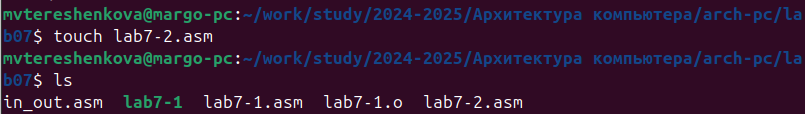 mvtereshenkova@margo-pc:~/work/study/2024-2025/Архитектура компьютера/arch-pc/la
b07$ touch lab7-2.asm
mvtereshenkova@margo-pc:~/work/study/2024-2025/Архитектура компьютера/arch-pc/la
b07$ ls
in_out.asm  lab7-1  lab7-1.asm  lab7-1.o  lab7-2.asm